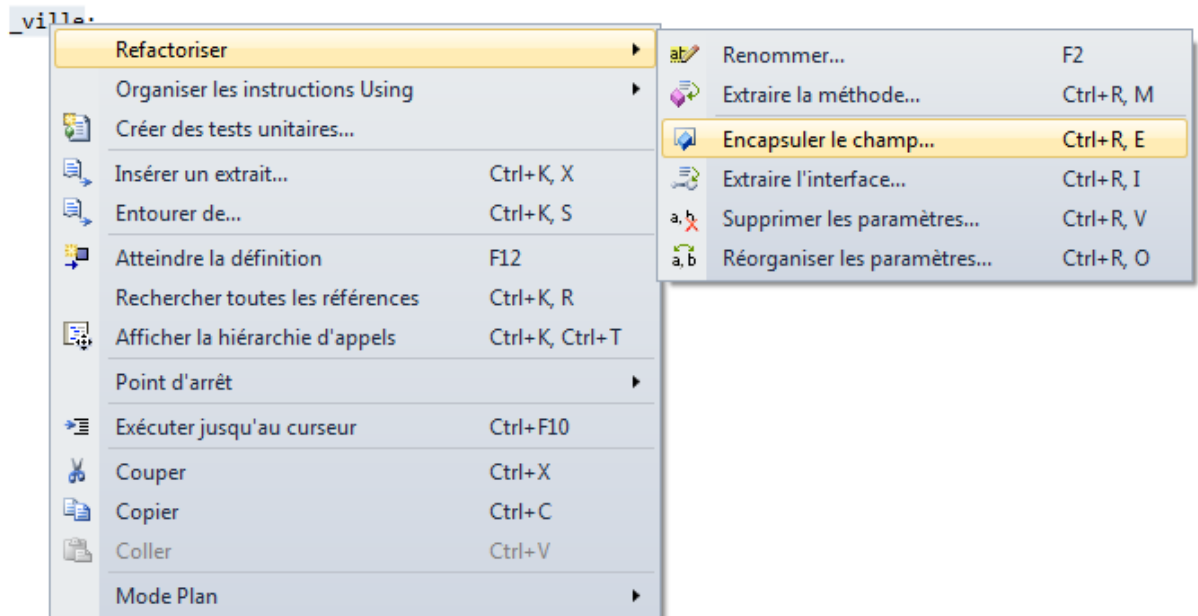 _ville;
Refactoriser
Organiser les instructions Using
Créer des tests unitaires...
Insérer un extrait... Ctrl+K, X
Entourer de... Ctrl+K, S
Atteindre la définition F12
Rechercher toutes les références Ctrl+K, R
Afficher la hiérarchie d'appels Ctrl+K, Ctrl+T
Point d'arrêt
Exécuter jusqu'au curseur Ctrl+F10
Couper Ctrl+X
Copier Ctrl+C
Coller Ctrl+V
Mode Plan
Renommer... F2
Extraire la méthode... Ctrl+R, M
Encapsuler le champ... Ctrl+R, E
Extraire l'interface... Ctrl+R, I
Supprimer les paramètres... Ctrl+R, V
Réorganiser les paramètres... Ctrl+R, O